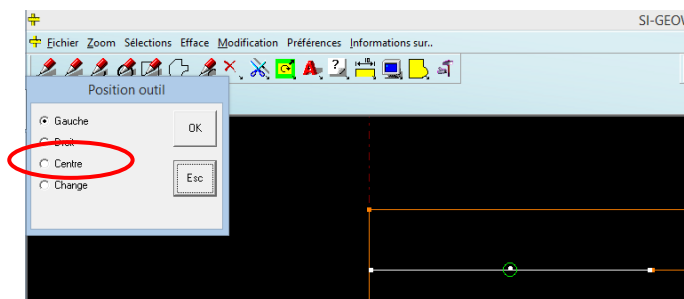 SI-GEOW
Fichier Zoom Sélections Efface Modification Préférences Informations sur..
Position outil
Gauche
OK
Droit
Centre
Esc
Change